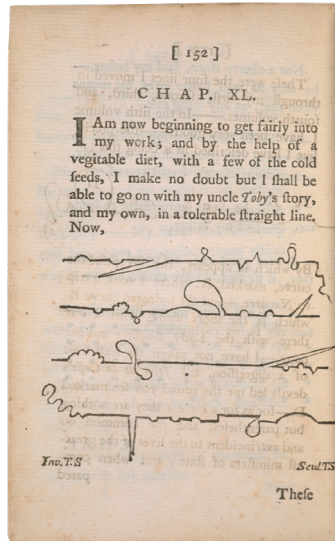 [ 152 ]
CHAP. XL.
I Am now beginning to get fairly into
my work; and by the help of a
vegitable diet, with a few of the cold
ſeeds, I make no doubt but I ſhall be
able to go on with my uncle Toby's ſtory,
and my own, in a tolerable ſtraight line.
Now,
Inv.T.S
Scul.T.S
Theſe